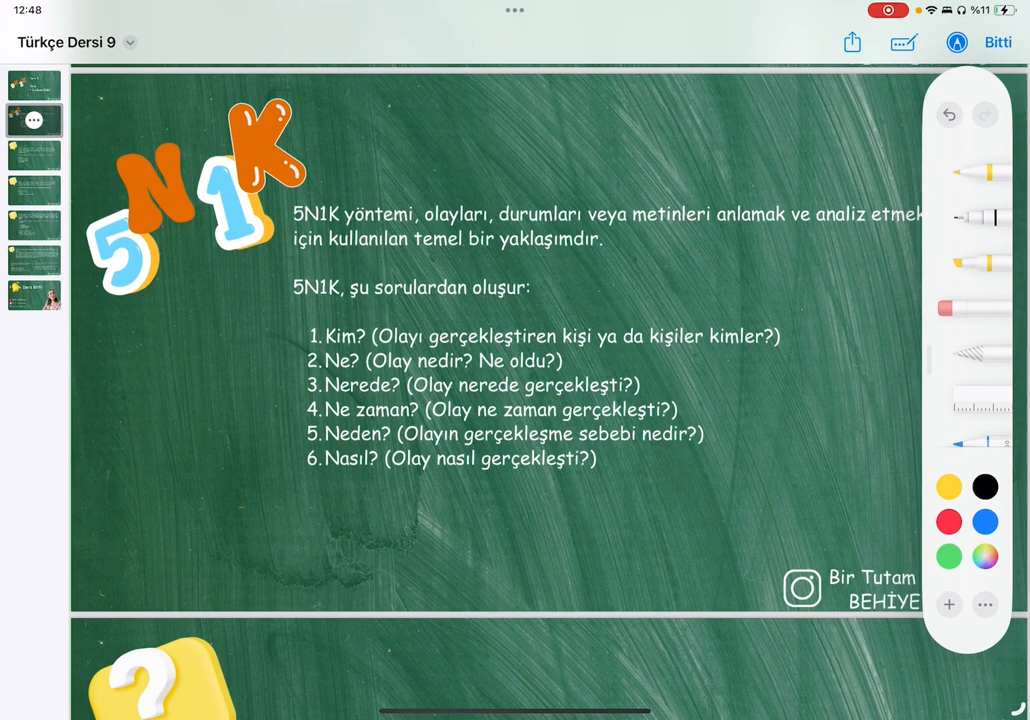 12:48
%11
Türkçe Dersi 9
Bitti
5N1K
5N1K yöntemi, olayları, durumları veya metinleri anlamak ve analiz etmek
için kullanılan temel bir yaklaşımdır.
5N1K, şu sorulardan oluşur:
1. Kim? (Olayı gerçekleştiren kişi ya da kişiler kimler?)
2. Ne? (Olay nedir? Ne oldu?)
3. Nerede? (Olay nerede gerçekleşti?)
4. Ne zaman? (Olay ne zaman gerçekleşti?)
5. Neden? (Olayın gerçekleşme sebebi nedir?)
6. Nasıl? (Olay nasıl gerçekleşti?)
Bir Tutam
BEHİYE
?